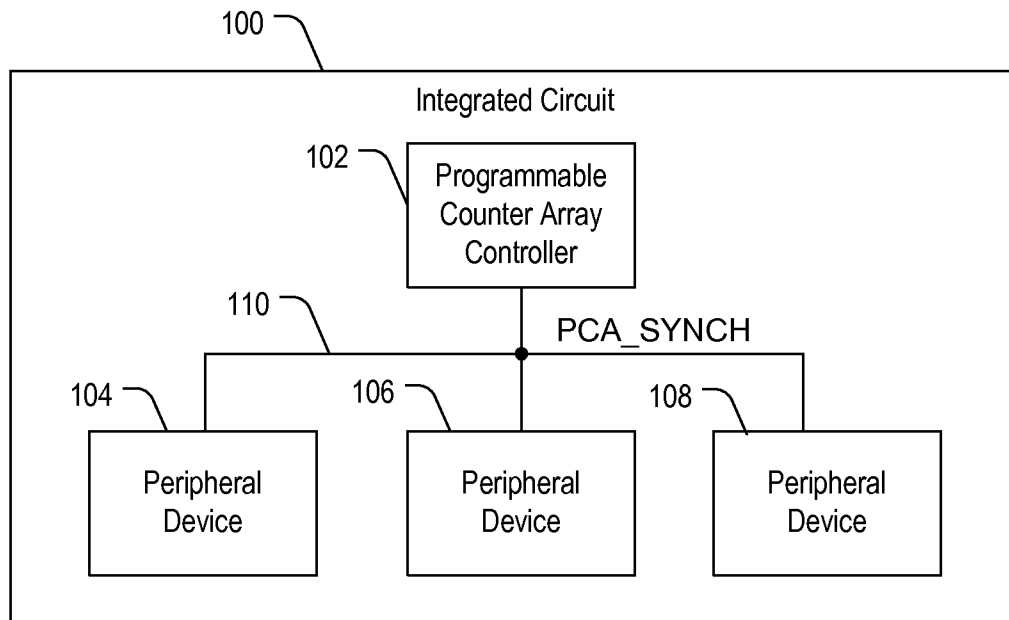 100
Integrated Circuit
102
Programmable
Counter Array
Controller
110
PCA_SYNCH
104
106
108
Peripheral
Device
Peripheral
Device
Peripheral
Device